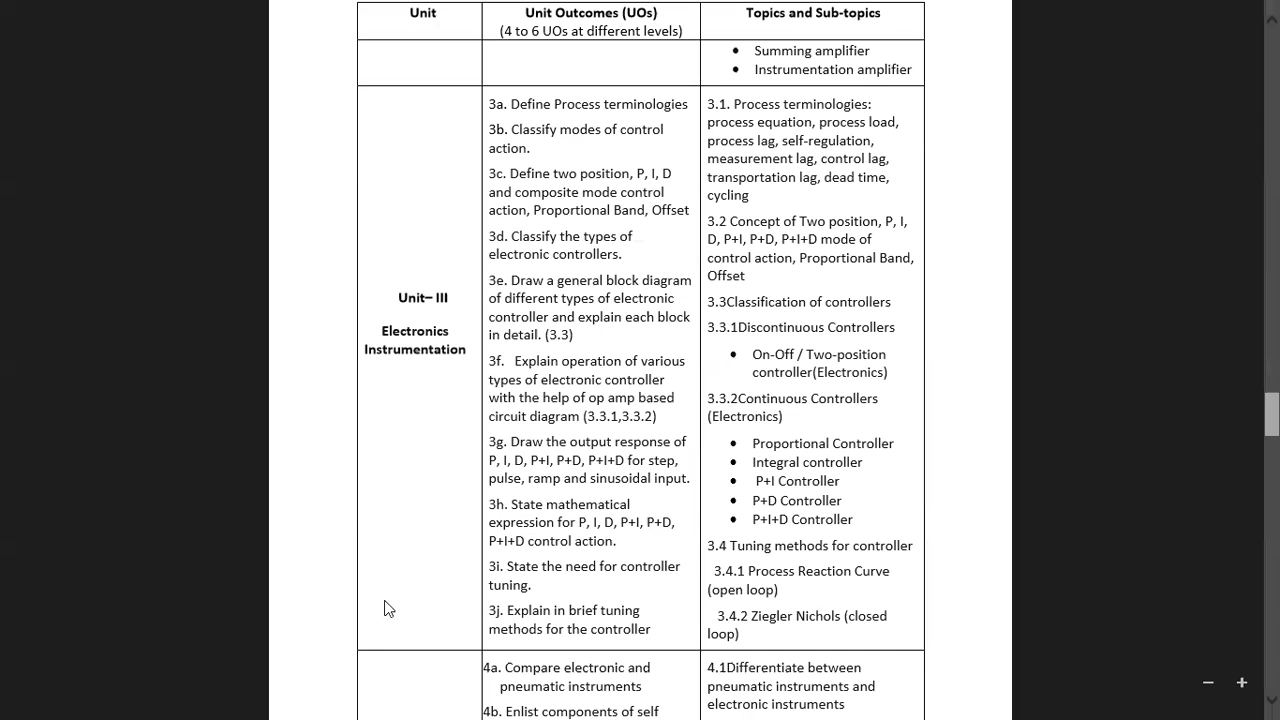 Unit
Unit Outcomes (UOs)
(4 to 6 UOs at different levels)
Topics and Sub-topics
• Summing amplifier
• Instrumentation amplifier
Unit– III
Electronics
Instrumentation
3a. Define Process terminologies
3b. Classify modes of control
action.
3c. Define two position, P, I, D
and composite mode control
action, Proportional Band, Offset
3d. Classify the types of
electronic controllers.
3e. Draw a general block diagram
of different types of electronic
controller and explain each block
in detail. (3.3)
3f. Explain operation of various
types of electronic controller
with the help of op amp based
circuit diagram (3.3.1,3.3.2)
3g. Draw the output response of
P, I, D, P+I, P+D, P+I+D for step,
pulse, ramp and sinusoidal input.
3h. State mathematical
expression for P, I, D, P+I, P+D,
P+I+D control action.
3i. State the need for controller
tuning.
3j. Explain in brief tuning
methods for the controller
3.1. Process terminologies:
process equation, process load,
process lag, self-regulation,
measurement lag, control lag,
transportation lag, dead time,
cycling
3.2 Concept of Two position, P, I,
D, P+I, P+D, P+I+D mode of
control action, Proportional Band,
Offset
3.3Classification of controllers
3.3.1Discontinuous Controllers
• On-Off / Two-position
controller(Electronics)
3.3.2Continuous Controllers
(Electronics)
• Proportional Controller
• Integral controller
• P+I Controller
• P+D Controller
• P+I+D Controller
3.4 Tuning methods for controller
3.4.1 Process Reaction Curve
(open loop)
3.4.2 Ziegler Nichols (closed
loop)
4a. Compare electronic and
pneumatic instruments
4b. Enlist components of self
4.1Differentiate between
pneumatic instruments and
electronic instruments